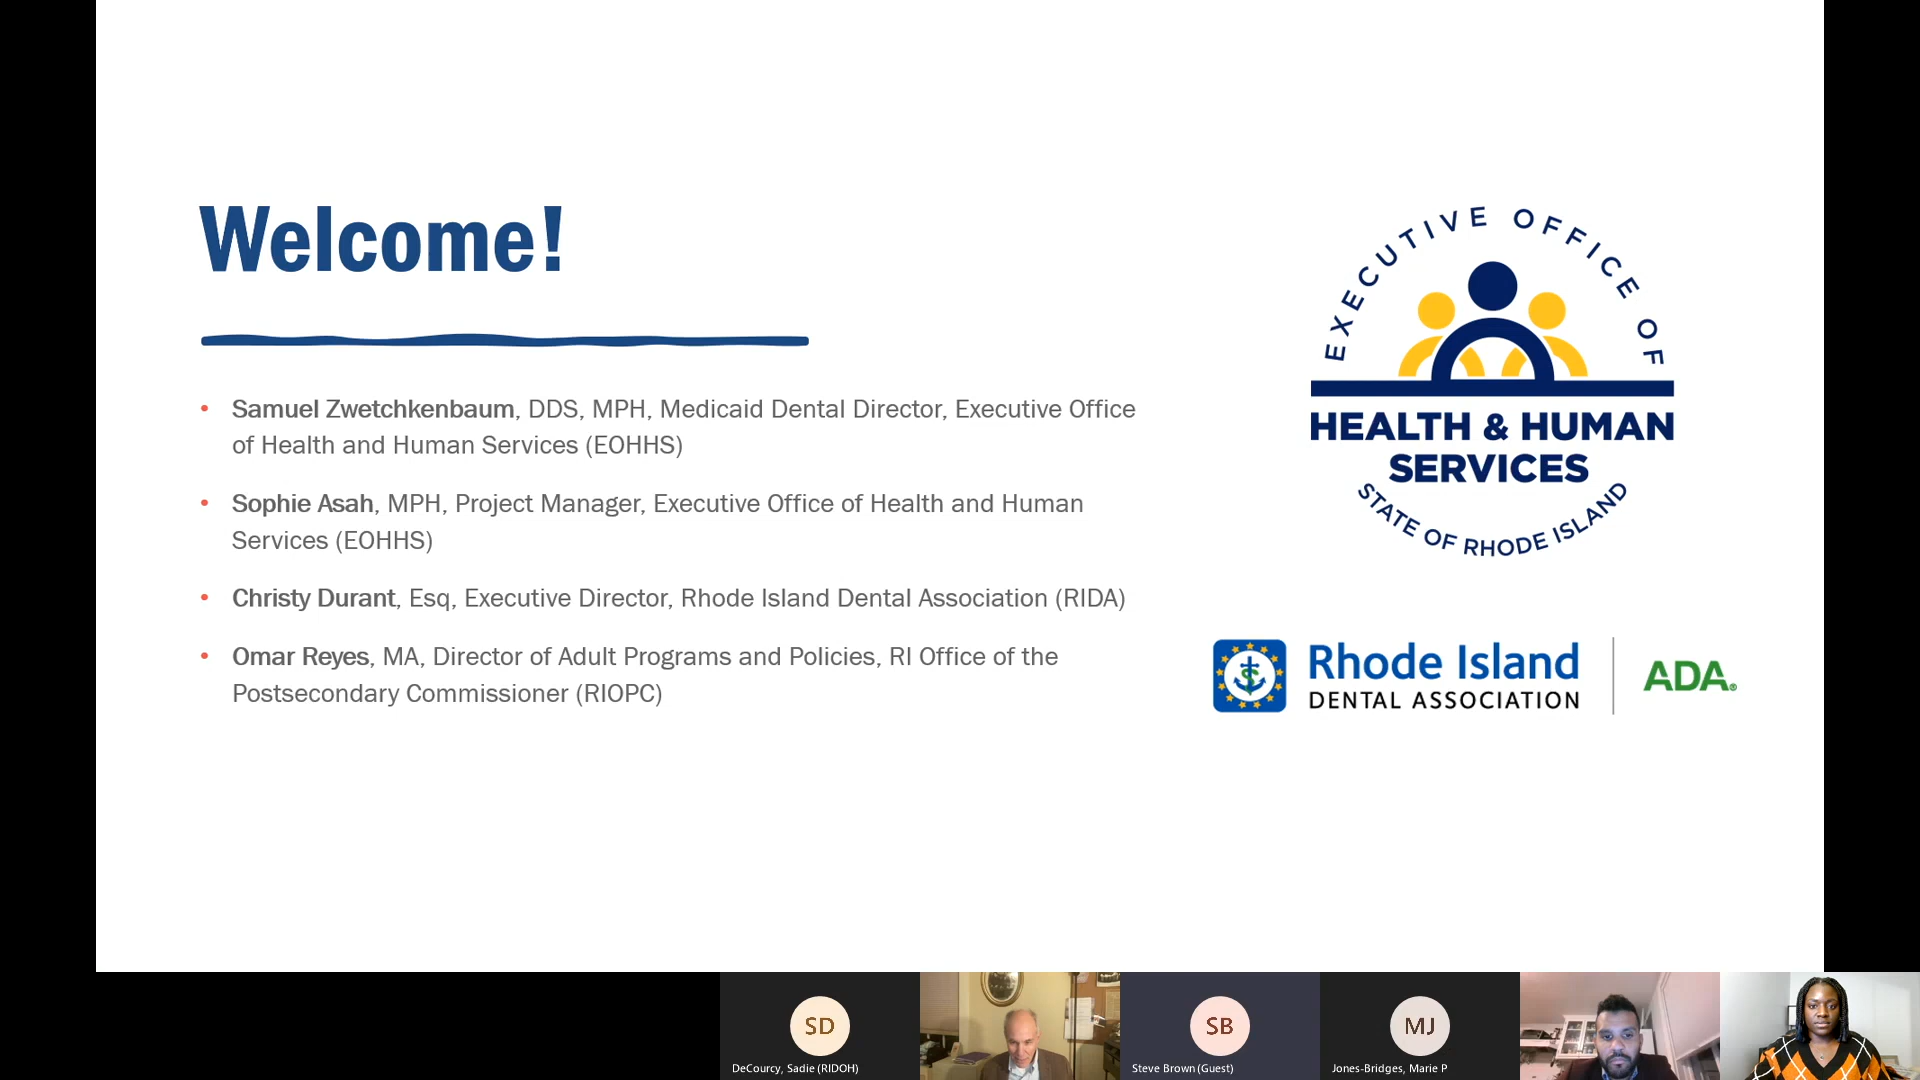 Welcome!
• Samuel Zwetchkenbaum, DDS, MPH, Medicaid Dental Director, Executive Office
of Health and Human Services (EOHHS)
• Sophie Asah, MPH, Project Manager, Executive Office of Health and Human
Services (EOHHS)
• Christy Durant, Esq, Executive Director, Rhode Island Dental Association (RIDA)
• Omar Reyes, MA, Director of Adult Programs and Policies, RI Office of the
Postsecondary Commissioner (RIOPC)
EXECUTIVE OFFICE OF
HEALTH & HUMAN
SERVICES
STATE OF RHODE ISLAND
Rhode Island
DENTAL ASSOCIATION
ADA®
SD
DeCourcy, Sadie (RIDOH)
SB
Steve Brown (Guest)
MJ
Jones-Bridges, Marie P